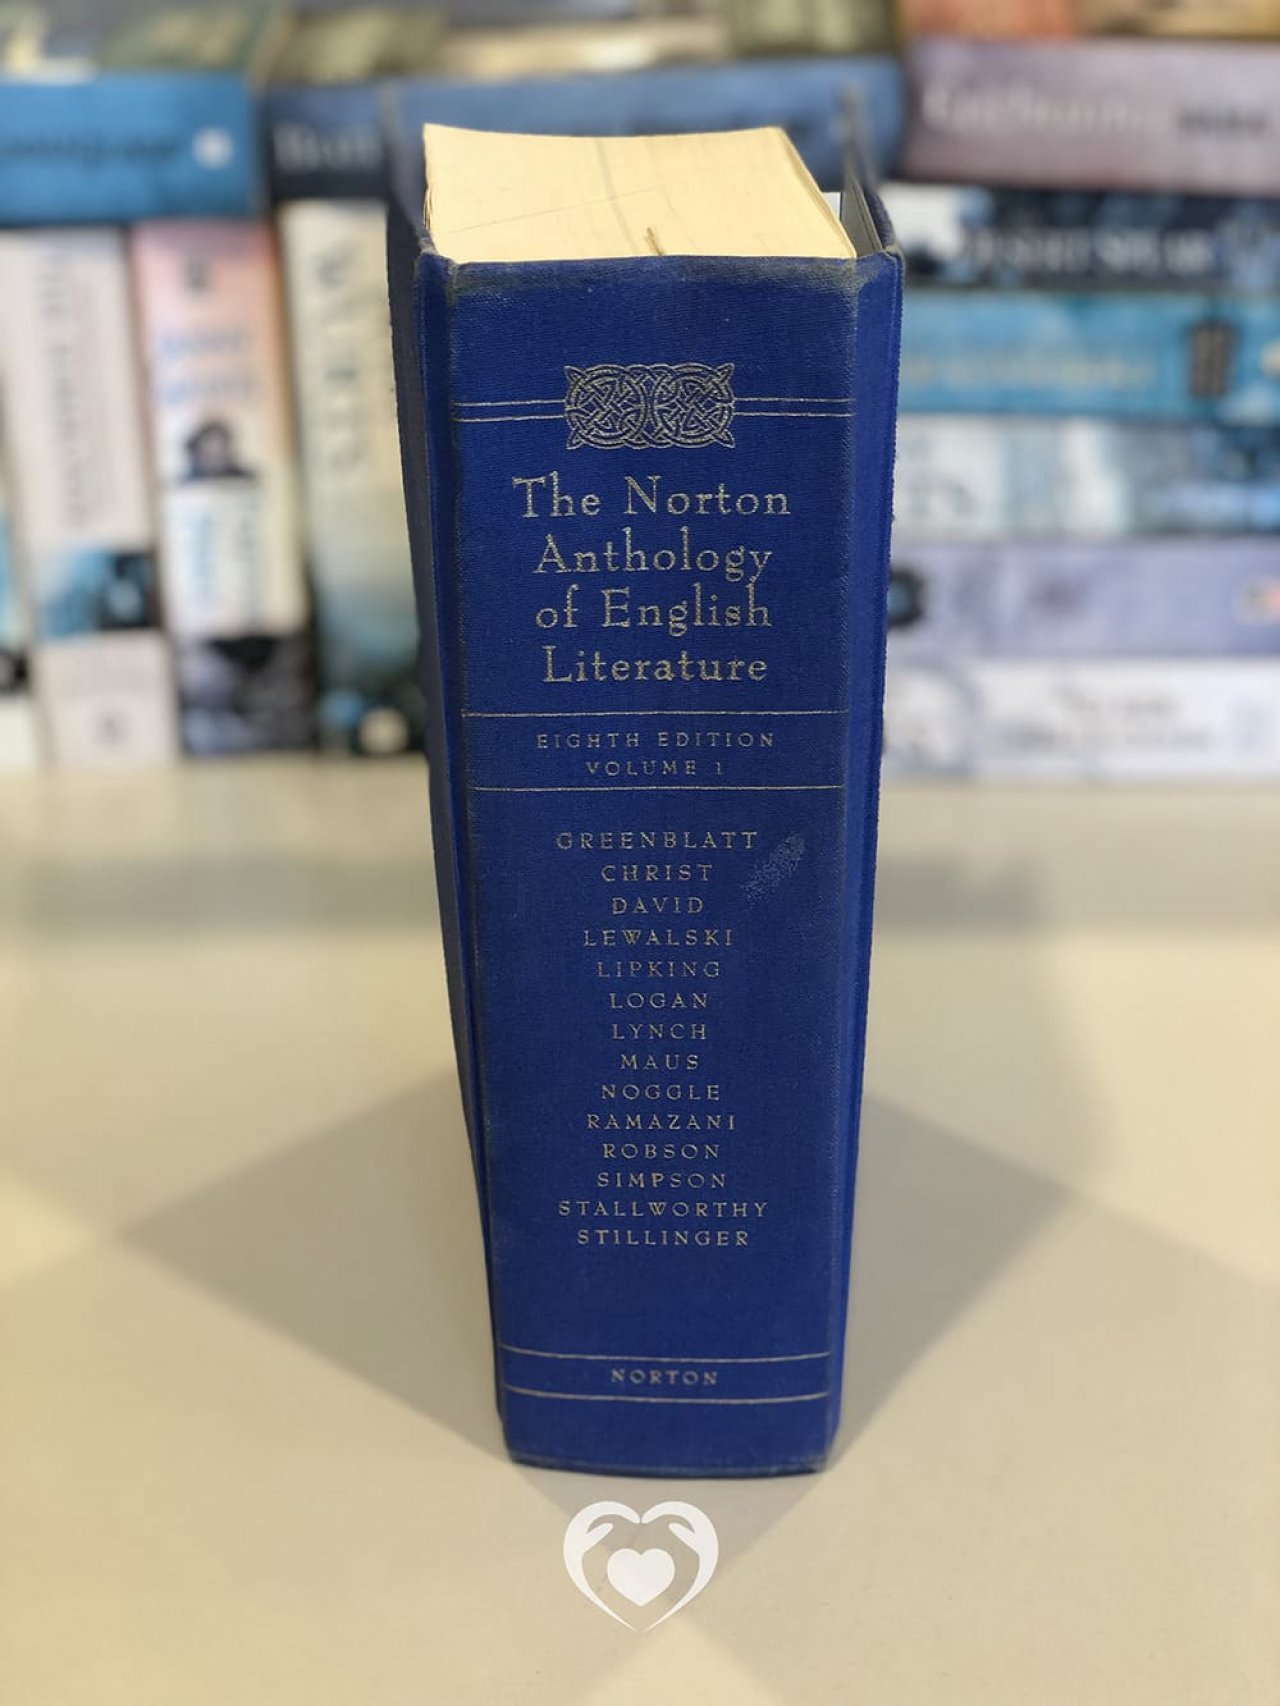 The Norton
Anthology
of English
Literature
EIGHTH EDITION
VOLUME 1
GREENBLATT
CHRIST
DAVID
LEWALSKI
LIPKING
LOGAN
LYNCH
MAUS
NOGGLE
RAMAZANI
ROBSON
SIMPSON
STALLWORTHY
STILLINGER
NORTON